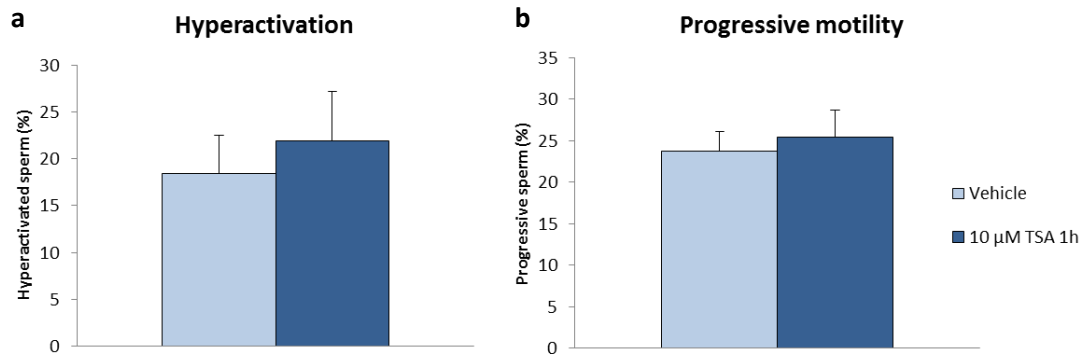 a
Hyperactivation
Hyperactivated sperm (%)
30
25
20
15
10
5
0
b
Progressive motility
Progressive sperm (%)
35
30
25
20
15
10
5
0
Vehicle
10 µM TSA 1h